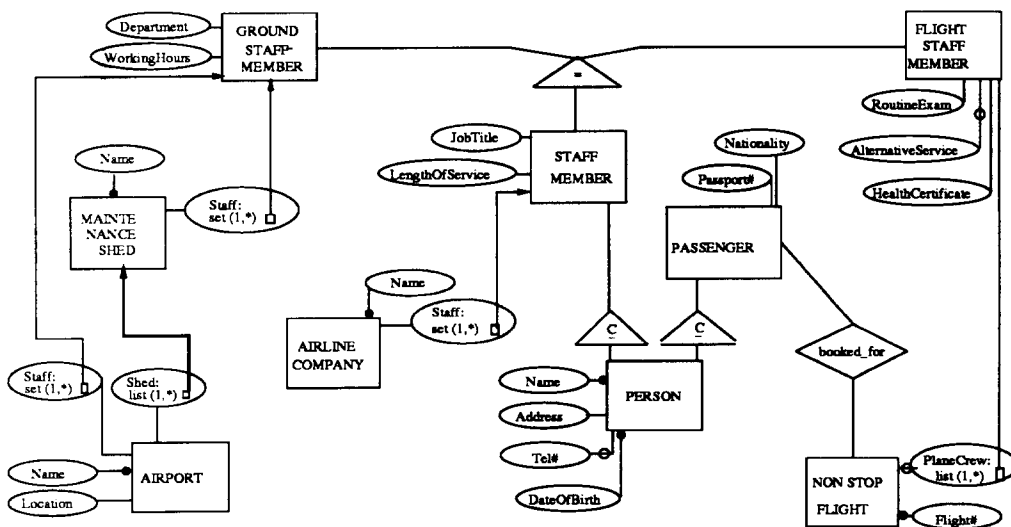 Department
GROUND
STAFF-
MEMBER
WorkingHours
FLIGHT
STAFF
MEMBER
=
RoutineExam
AlternativeService
HealthCertificate
JobTitle
LengthOfService
STAFF
MEMBER
Nationality
Passport#
PASSENGER
Name
MAINTE
NANCE
SHED
Staff:
set (1,*)
Name
AIRLINE
COMPANY
Staff:
set (1,*)
C
C
booked_for
Name
Address
Tel#
DateOfBirth
PERSON
Staff:
set (1,*)
Shed:
list (1,*)
Name
Location
AIRPORT
NON STOP
FLIGHT
PlaneCrew:
list (1,*)
Flight#